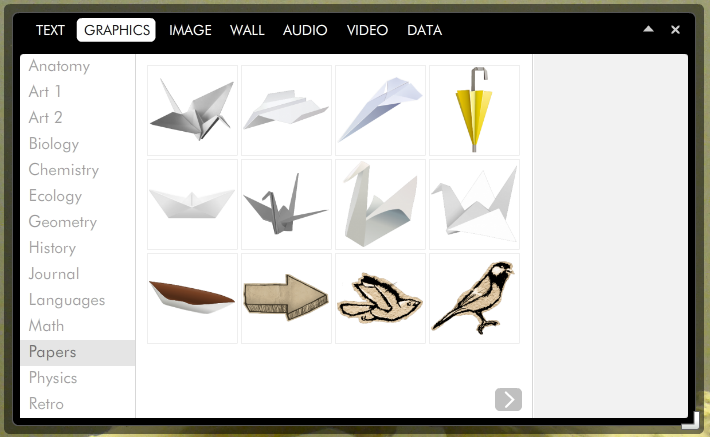 TEXT GRAPHICS IMAGE WALL AUDIO VIDEO DATA
Anatomy
Art 1
Art 2
Biology
Chemistry
Ecology
Geometry
History
Journal
Languages
Math
Papers
Physics
Retro